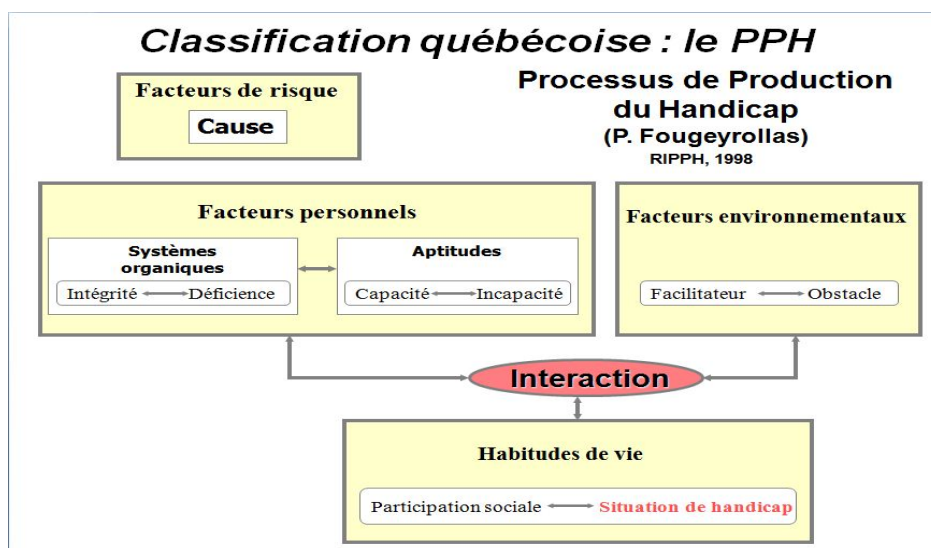 Classification québécoise : le PPH
Facteurs de risque
Cause
Processus de Production
du Handicap
(P. Fougeyrollas)
RIPPH, 1998
Facteurs personnels
Systèmes
organiques
Intégrité Déficience
Aptitudes
Capacité Incapacité
Facteurs environnementaux
Facilitateur Obstacle
Interaction
Habitudes de vie
Participation sociale Situation de handicap